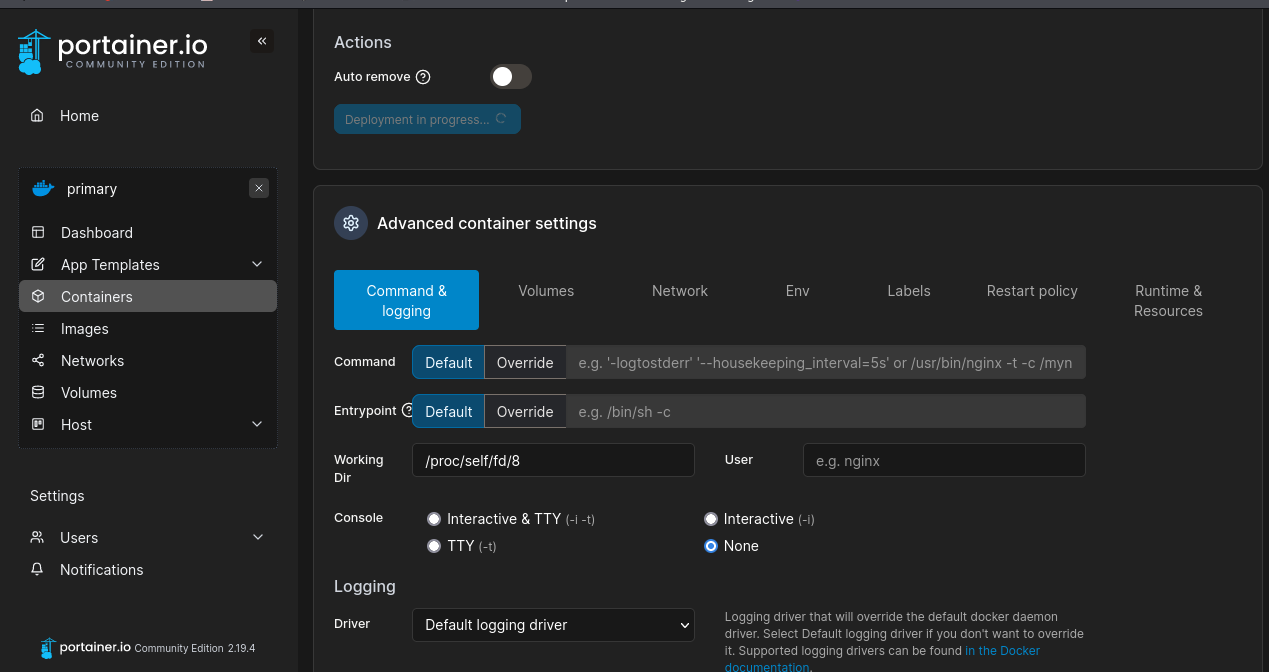 portainer.io
COMMUNITY EDITION
Home
primary
Dashboard
App Templates
Containers
Images
Networks
Volumes
Host
Settings
Users
Notifications
portainer.io Community Edition 2.19.4
Actions
Auto remove
Deployment in progress...
Advanced container settings
Command & logging
Volumes
Network
Env
Labels
Restart policy
Runtime & Resources
Command Default Override e.g. '-logtostderr' '--housekeeping_interval=5s' or /usr/bin/nginx -t -c /myn
Entrypoint Default Override e.g. /bin/sh -c
Working Dir /proc/self/fd/8 User e.g. nginx
Console
Interactive & TTY (-i -t)
Interactive (-i)
TTY (-t)
None
Logging
Driver Default logging driver
Logging driver that will override the default docker daemon
driver. Select Default logging driver if you don't want to override
it. Supported logging drivers can be found in the Docker
documentation.